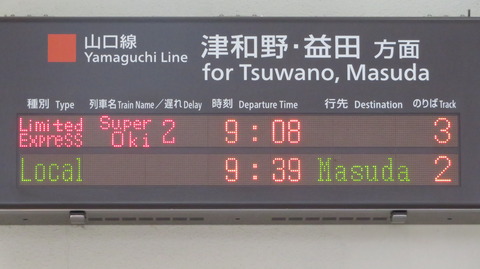 山口線 津和野・益田 方面
Yamaguchi Line for Tsuwano, Masuda
種別 Type 列車名 Train Name／遅れ Delay 時刻 Departure Time 行先 Destination のりば Track
Limited Express Super Oki 2 9:08 3
Local 9:39 Masuda 2